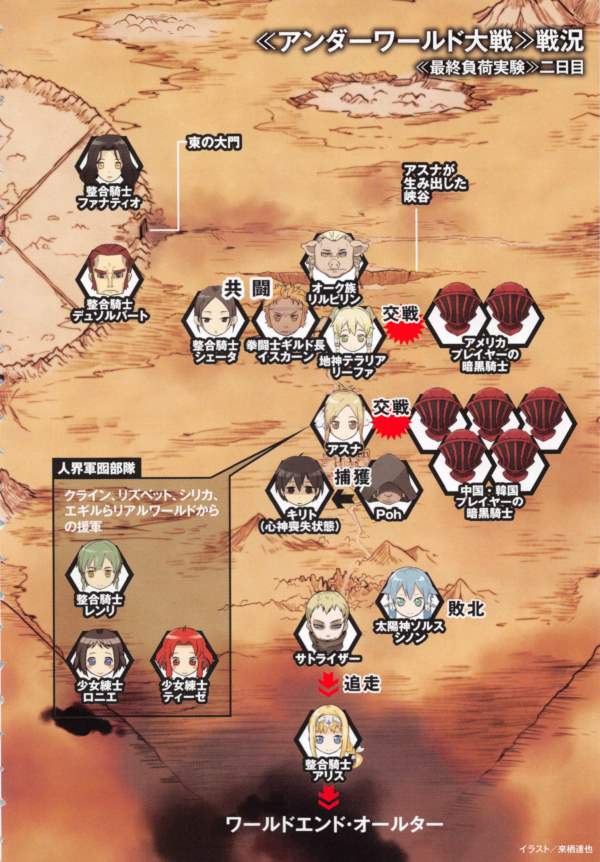 ≪アンダーワールド大戦≫戦況
≪最終負荷実験≫二日目
東の大門
整合騎士
ファナティオ
アスナが
生み出した
峡谷
整合騎士
デュソルバート
オーク族
リルピリン
共闘
整合騎士
シェータ
拳闘士ギルド長
イスカーン
地神テラリア
リーファ
交戦
アメリカ
プレイヤーの
暗黒騎士
アスナ
交戦
中国・韓国
プレイヤーの
暗黒騎士
人界軍囮部隊
クライン、リズベット、シリカ、
エギルらリアルワールドから
の援軍
整合騎士
レンリ
少女練士
ロニエ
少女練士
ティーゼ
キリト
(心神喪失状態)
捕獲
Poh
サトライザー
太陽神ソルス
シノン
敗北
追走
整合騎士
アリス
ワールドエンド・オールター
イラスト／来栖達也